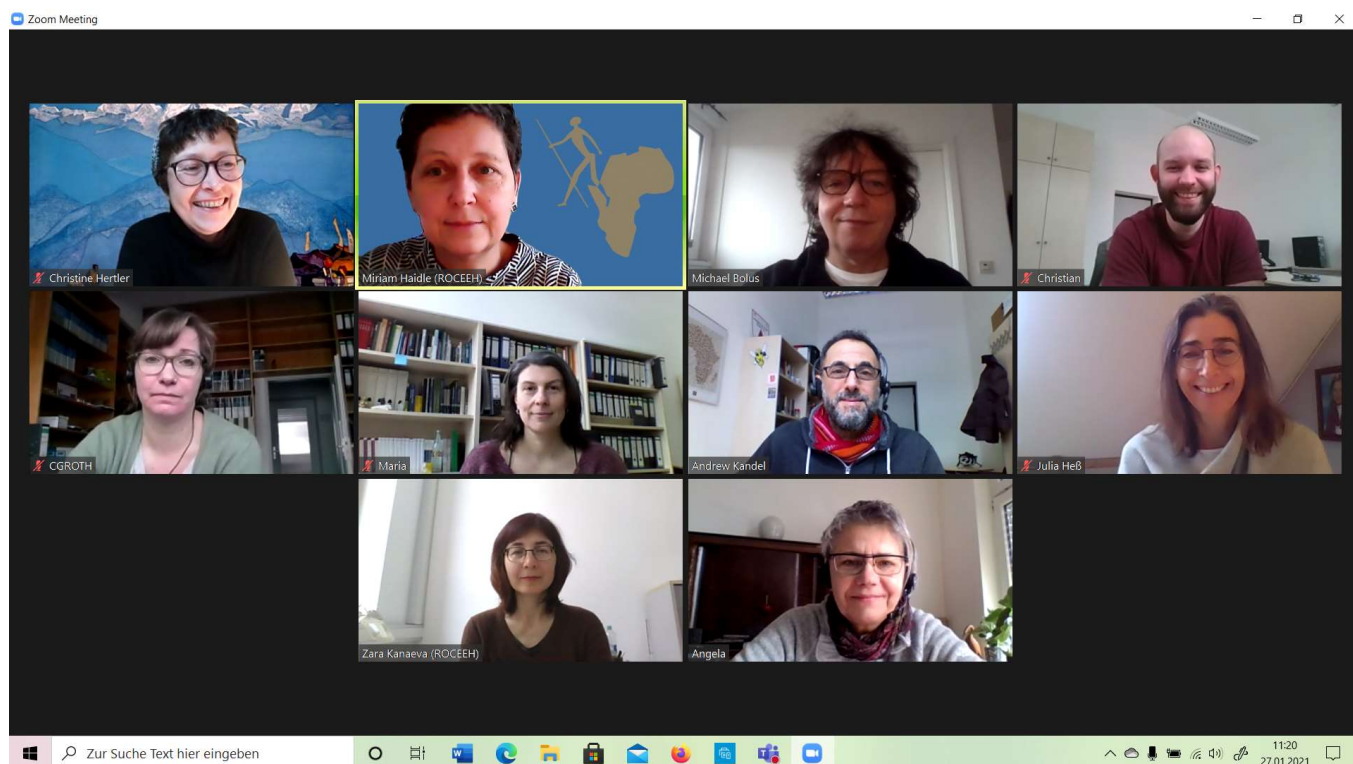 Zoom Meeting
Christine Hertler
Miriam Haidle (ROCEEH)
Michael Bolus
Christian
CGROTH
Maria
Andrew Kandel
Julia Heß
Zara Kanaeva (ROCEEH)
Angela
Zur Suche Text hier eingeben
11:20
27.01.2021